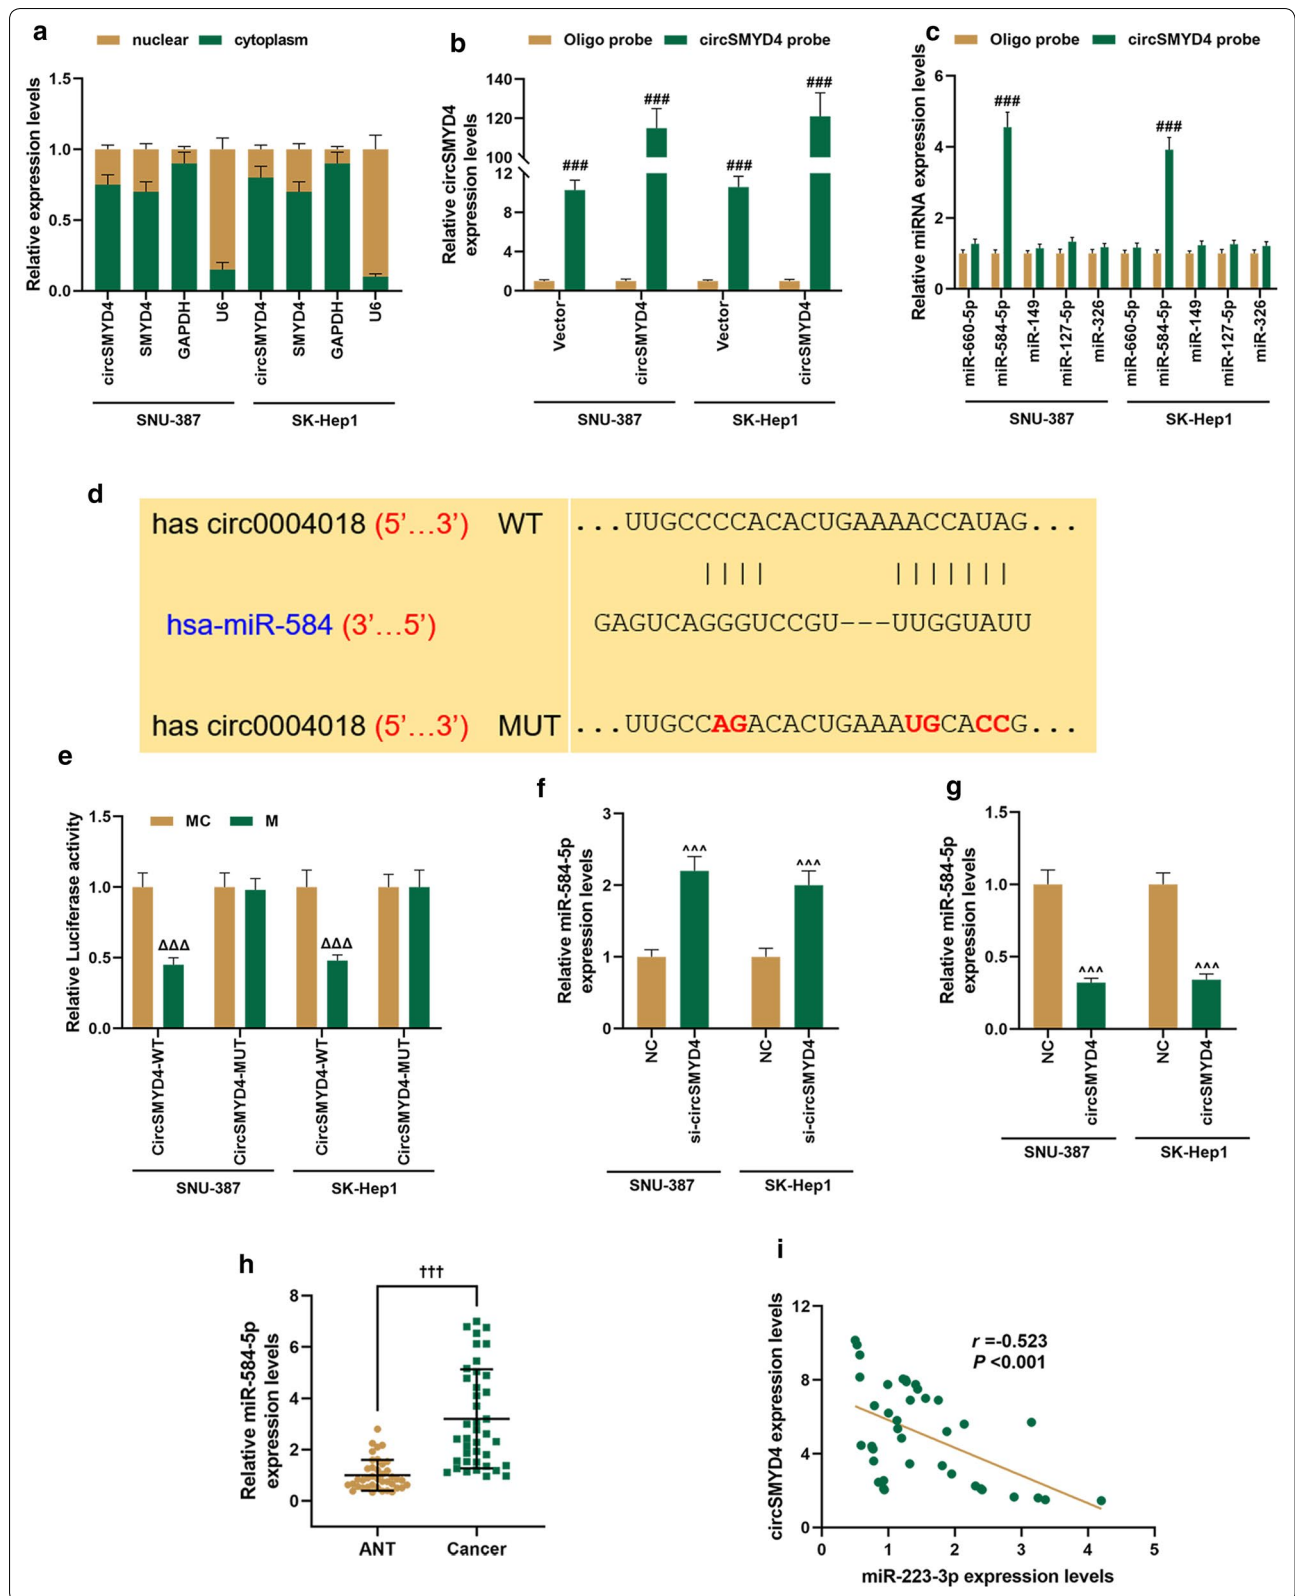 a
nuclear cytoplasm
Relative expression levels
1.5
1.0
0.5
0.0
circSMYD4 SMYD4 GAPDH U6 circSMYD4 SMYD4 GAPDH U6
SNU-387 SK-Hep1
b
Oligo probe circSMYD4 probe
Relative circSMYD4
expression levels
140
120
100
12
8
4
0
### ### ### ###
Vector circSMYD4 Vector circSMYD4
SNU-387 SK-Hep1
c
Oligo probe circSMYD4 probe
Relative miRNA expression levels
6
4
2
0
### ###
miR-660-5p miR-584-5p miR-149 miR-127-5p miR-326 miR-660-5p miR-584-5p miR-149 miR-127-5p miR-326
SNU-387 SK-Hep1
d
has circ0004018 (5’...3’) WT ...UUGCCCCACACUGAAAACCAUAG...
|||| |||||||
hsa-miR-584 (3’...5’) GAGUCAGGGUCCGU---UUGGUAUU
has circ0004018 (5’...3’) MUT ...UUGCCAGACACUGAAAUGCACCG...
e
MC M
Relative Luciferase activity
1.5
1.0
0.5
0.0
ΔΔΔ ΔΔΔ
CircSMYD4-WT CircSMYD4-MUT CircSMYD4-WT CircSMYD4-MUT
SNU-387 SK-Hep1
f
Relative miR-584-5p
expression levels
3
2
1
0
^^^ ^^^
NC si-circSMYD4 NC si-circSMYD4
SNU-387 SK-Hep1
g
Relative miR-584-5p
expression levels
1.5
1.0
0.5
0.0
^^^ ^^^
NC circSMYD4 NC circSMYD4
SNU-387 SK-Hep1
h
Relative miR-584-5p
expression levels
8
6
4
2
0
†††
ANT Cancer
i
circSMYD4 expression levels
12
8
4
0
r =-0.523
P <0.001
0 1 2 3 4 5
miR-223-3p expression levels